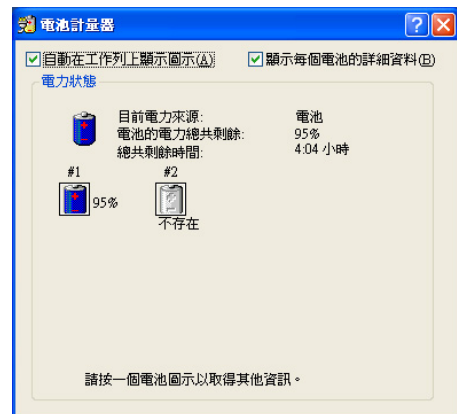 電池計量器
自動在工作列上顯示圖示(A) 顯示每個電池的詳細資料(B)
電力狀態
目前電力來源: 電池
電池的電力總共剩餘: 95%
總共剩餘時間: 4:04 小時
#1 #2
95%
不存在
請按一個電池圖示以取得其他資訊。